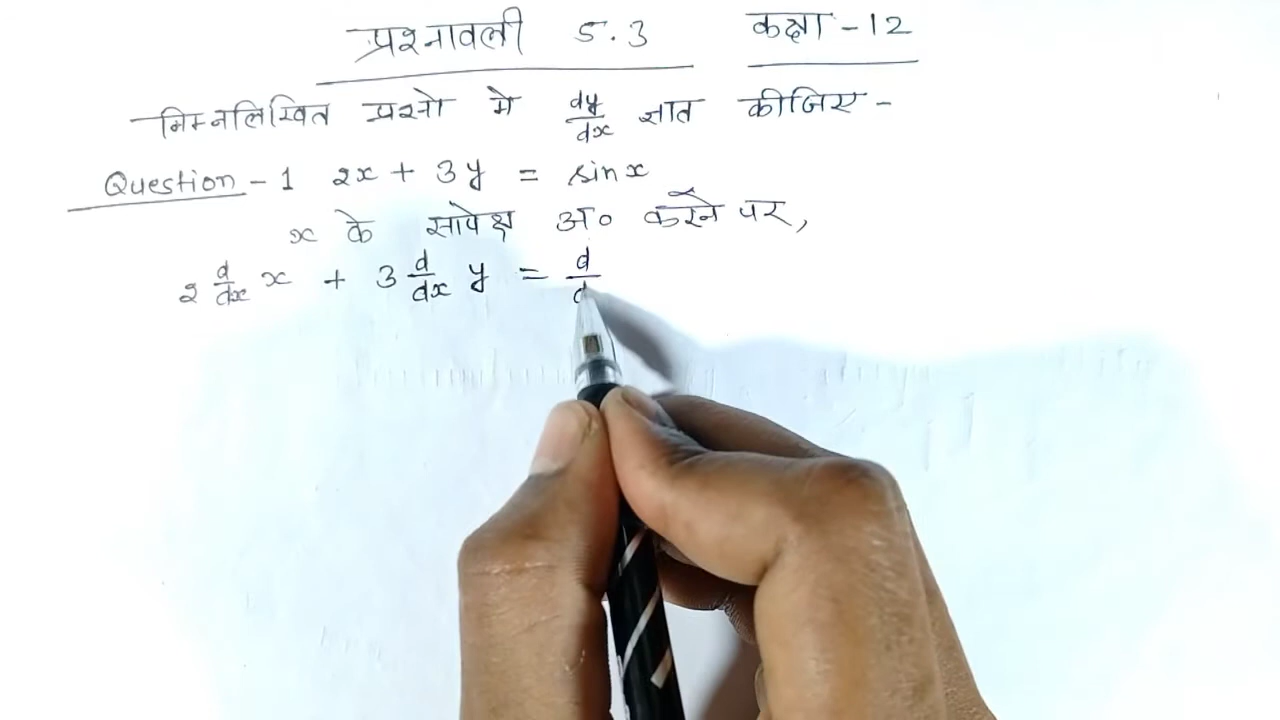 प्रश्नावली 5.3 कक्षा -12
निम्नलिखित प्रश्नो मे dy/dx ज्ञात कीजिए -
Question - 1 2x + 3y = sinx
x के सापेक्ष अ० करने पर,
2 d/dx x + 3 d/dx y = d/d